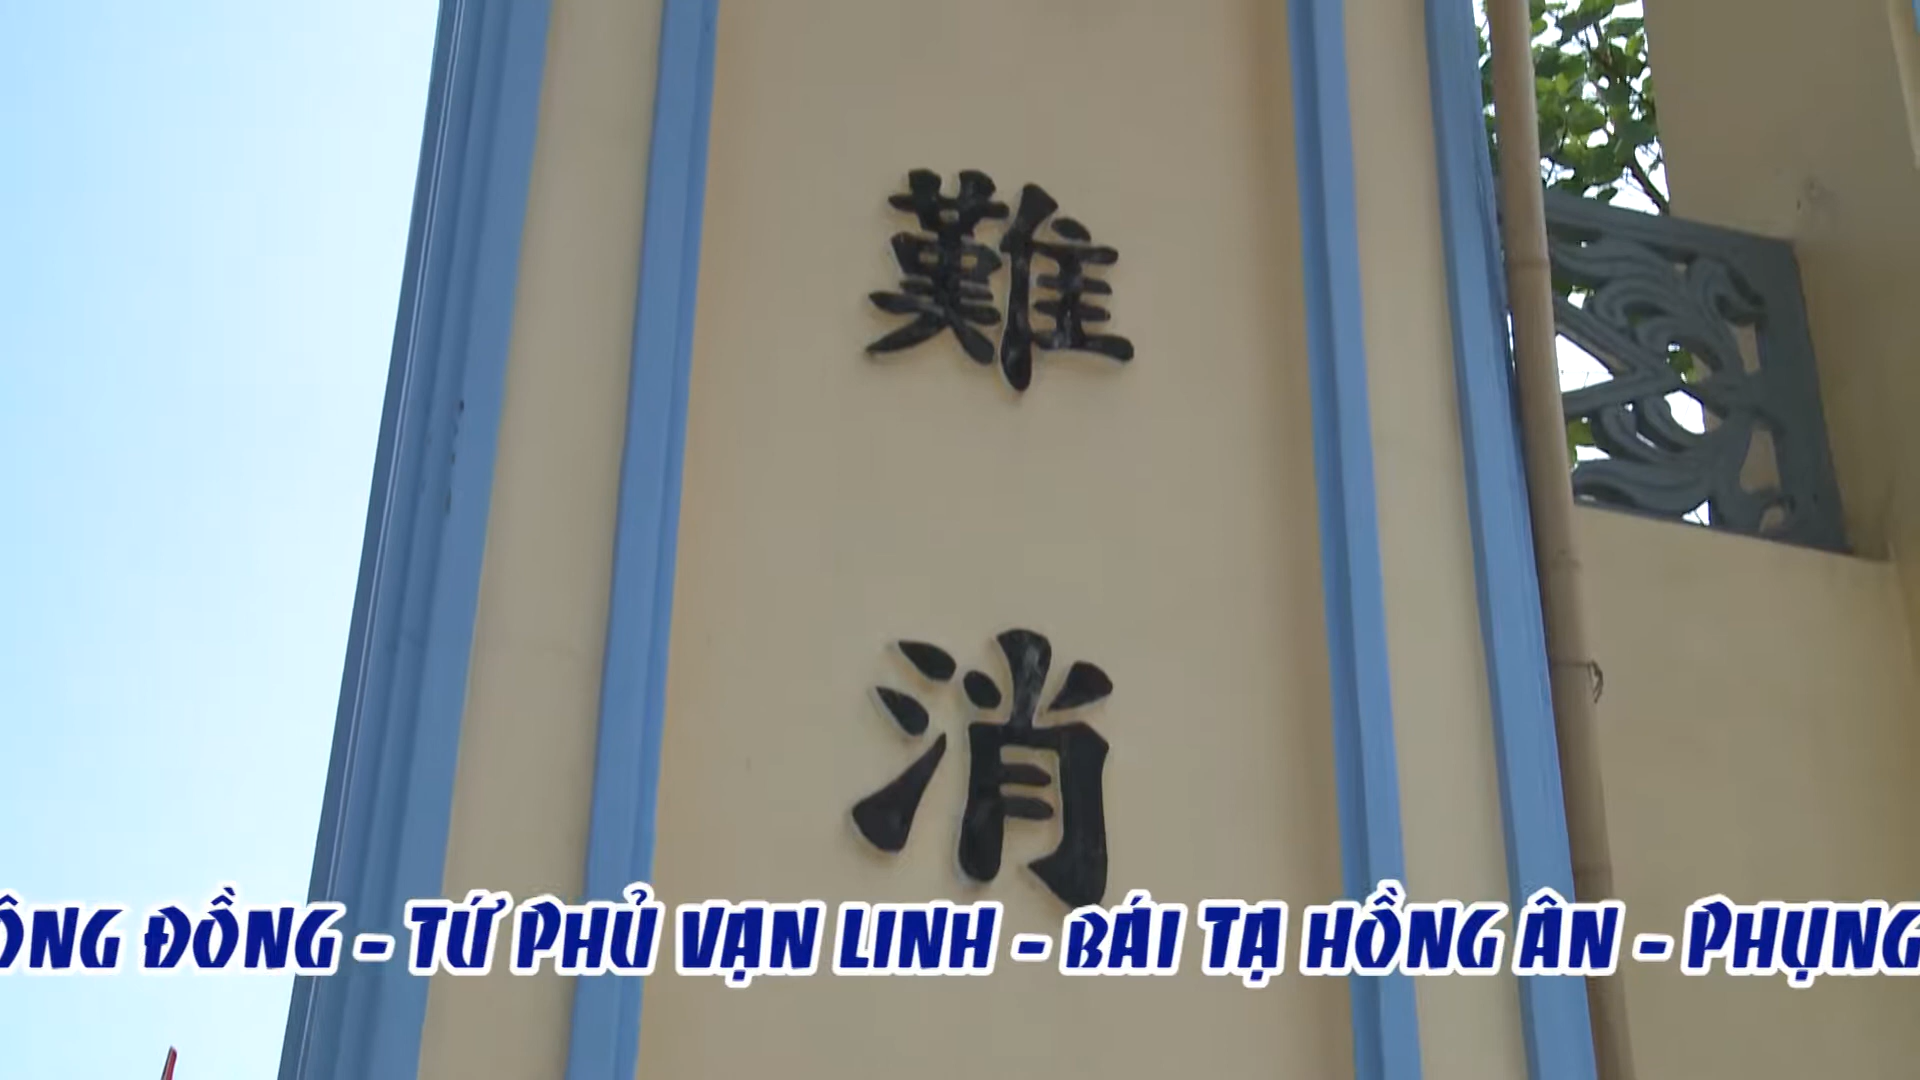 難
消
ÔNG ĐỒNG - TỨ PHỦ VẠN LINH - BÁI TẠ HỒNG ÂN - PHỤNG